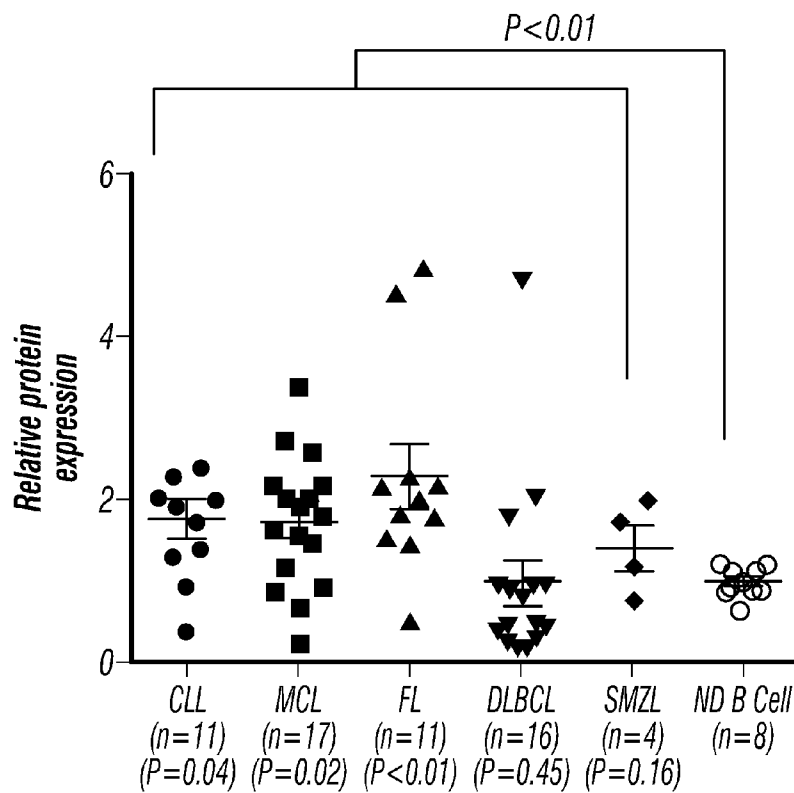 P<0.01
Relative protein
expression
6
4
2
0
CLL MCL FL DLBCL SMZL ND B Cell
(n=11) (n=17) (n=11) (n=16) (n=4) (n=8)
(P=0.04) (P=0.02) (P<0.01) (P=0.45) (P=0.16)